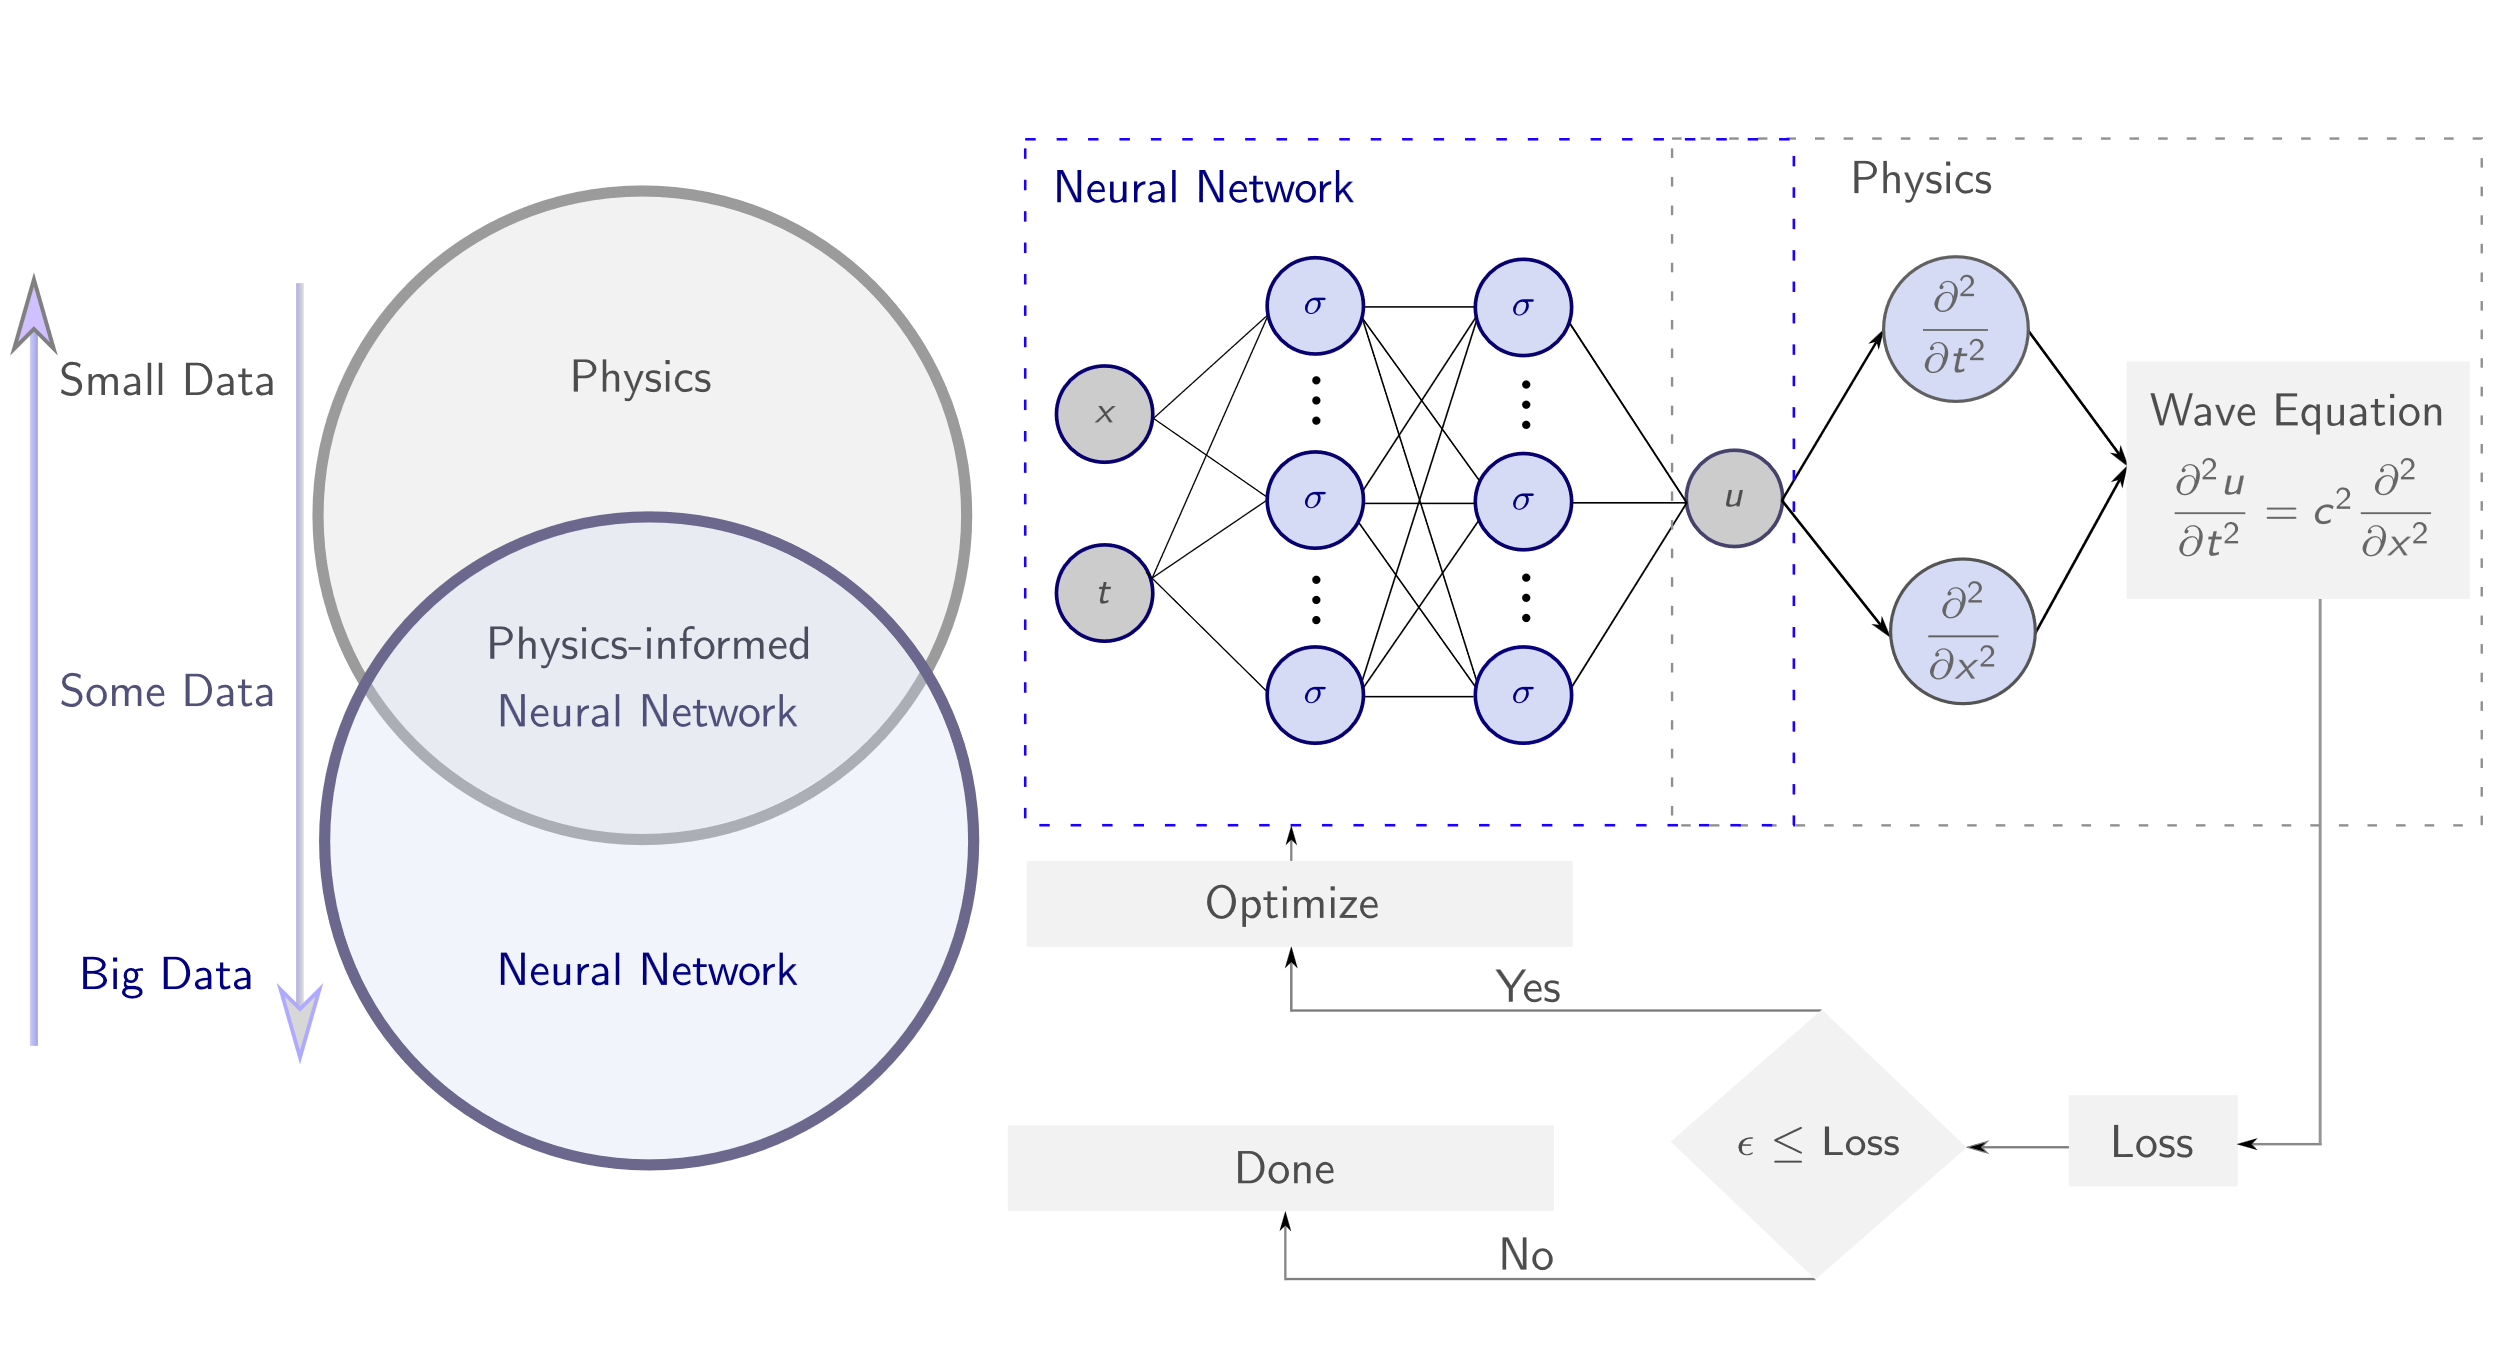 Small Data
Some Data
Big Data
Physics
Physics-informed
Neural Network
Neural Network
Neural Network
x
t
σ
σ
σ
σ
σ
σ
u
Physics
∂²
∂t²
∂²
∂x²
Wave Equation
∂²u/∂t² = c² ∂²/∂x²
Optimize
Yes
ϵ ≤ Loss
Loss
Done
No